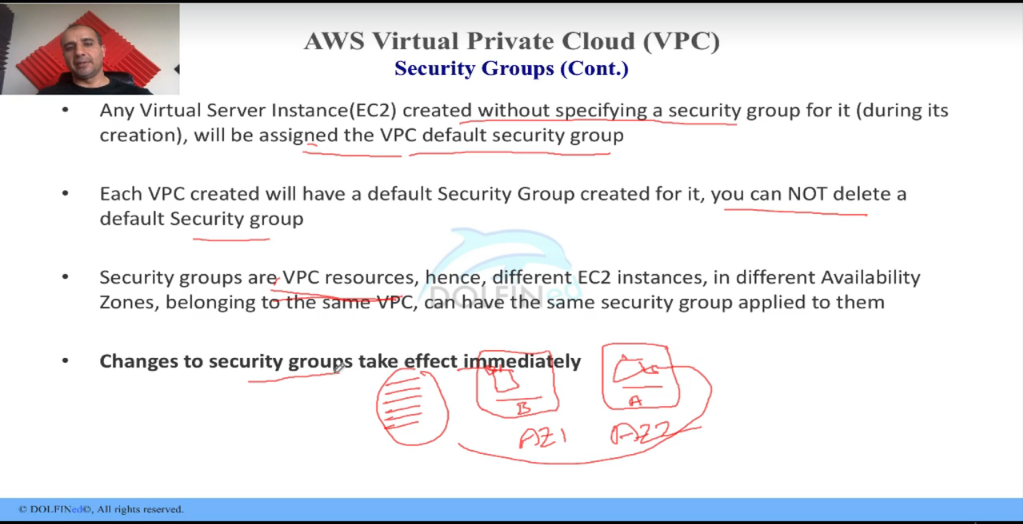 AWS Virtual Private Cloud (VPC)
Security Groups (Cont.)
• Any Virtual Server Instance(EC2) created without specifying a security group for it (during its
creation), will be assigned the VPC default security group
• Each VPC created will have a default Security Group created for it, you can NOT delete a
default Security group
• Security groups are VPC resources, hence, different EC2 instances, in different Availability
Zones, belonging to the same VPC, can have the same security group applied to them
DOLFINeD
• Changes to security groups take effect immediately
B
A
AZ1
AZ2
© DOLFINed©, All rights reserved.